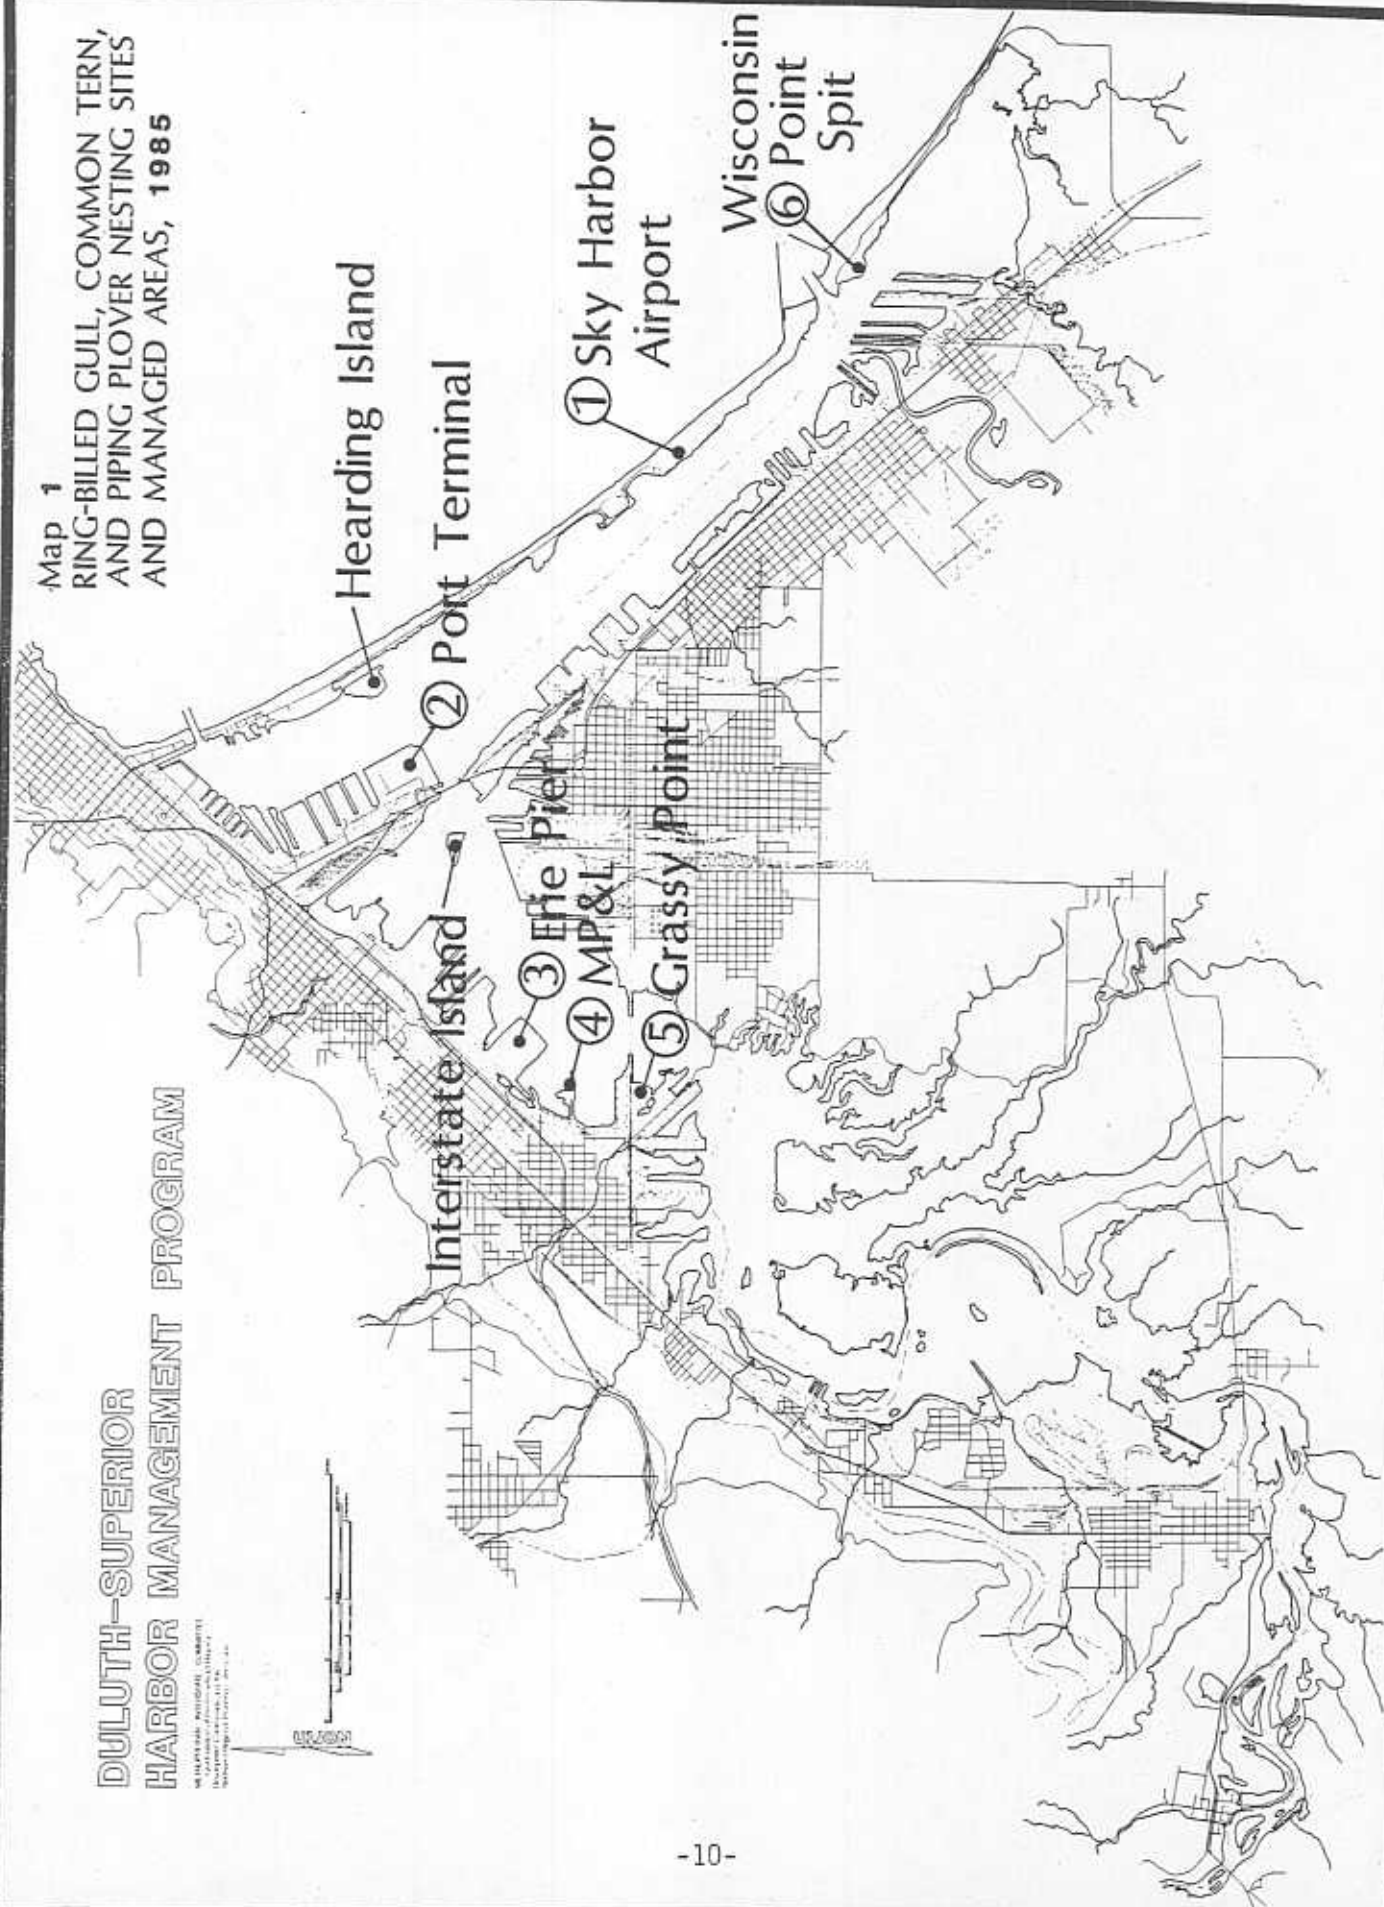 DULUTH-SUPERIOR
HARBOR MANAGEMENT PROGRAM
NORTH
Map 1
RING-BILLED GULL, COMMON TERN,
AND PIPING PLOVER NESTING SITES
AND MANAGED AREAS, 1985
Hearding Island
② Port Terminal
① Sky Harbor
Airport
Wisconsin
⑥ Point
Spit
Interstate Island
③ Erie Pier
④ MP&L
⑤ Grassy Point
-10-